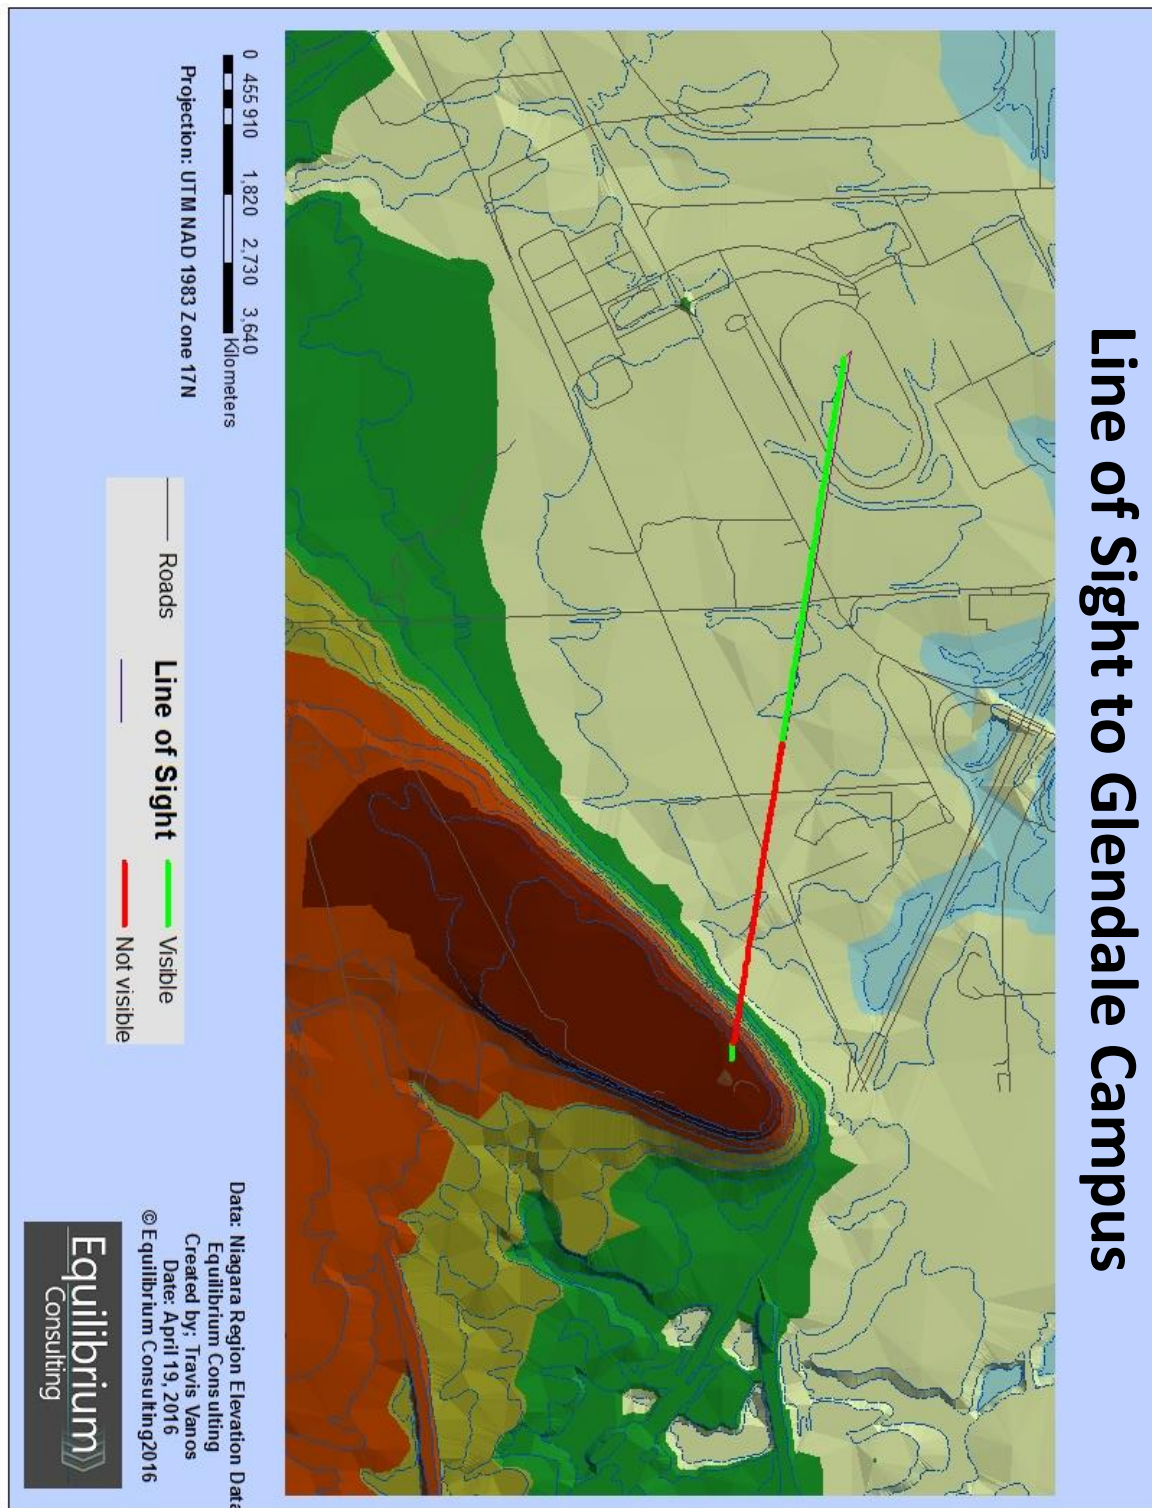 Line of Sight to Glendale Campus
0 455 910 1,820 2,730 3,640
Kilometers
Projection: UTM NAD 1983 Zone 17N
Roads
Line of Sight
Visible
Not visible
Data: Niagara Region Elevation Data
Equilibrium Consulting
Created by; Travis Vanos
Date: April 19, 2016
© Equilibrium Consulting2016
Equilibrium
Consulting